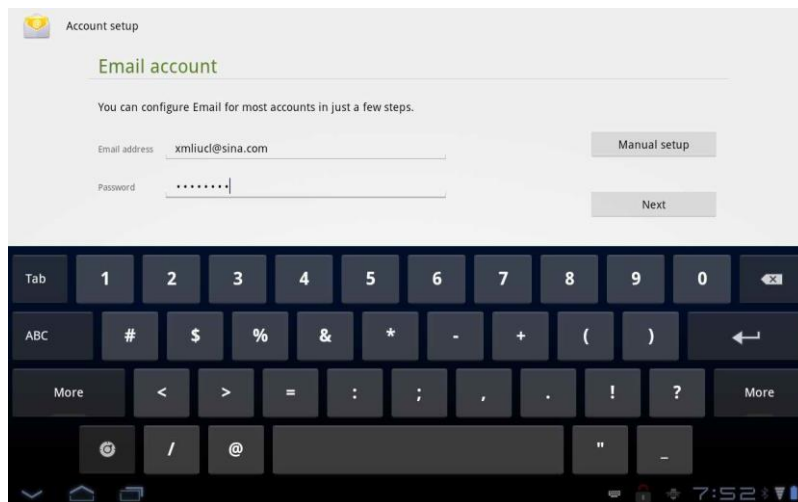 Account setup
Email account
You can configure Email for most accounts in just a few steps.
Email address xmliucl@sina.com
Manual setup
Password ••••••••
Next
Tab 1 2 3 4 5 6 7 8 9 0
ABC # $ % & * - + ( )
More < > = : ; , . ! ? More
/ @ " _
7:52